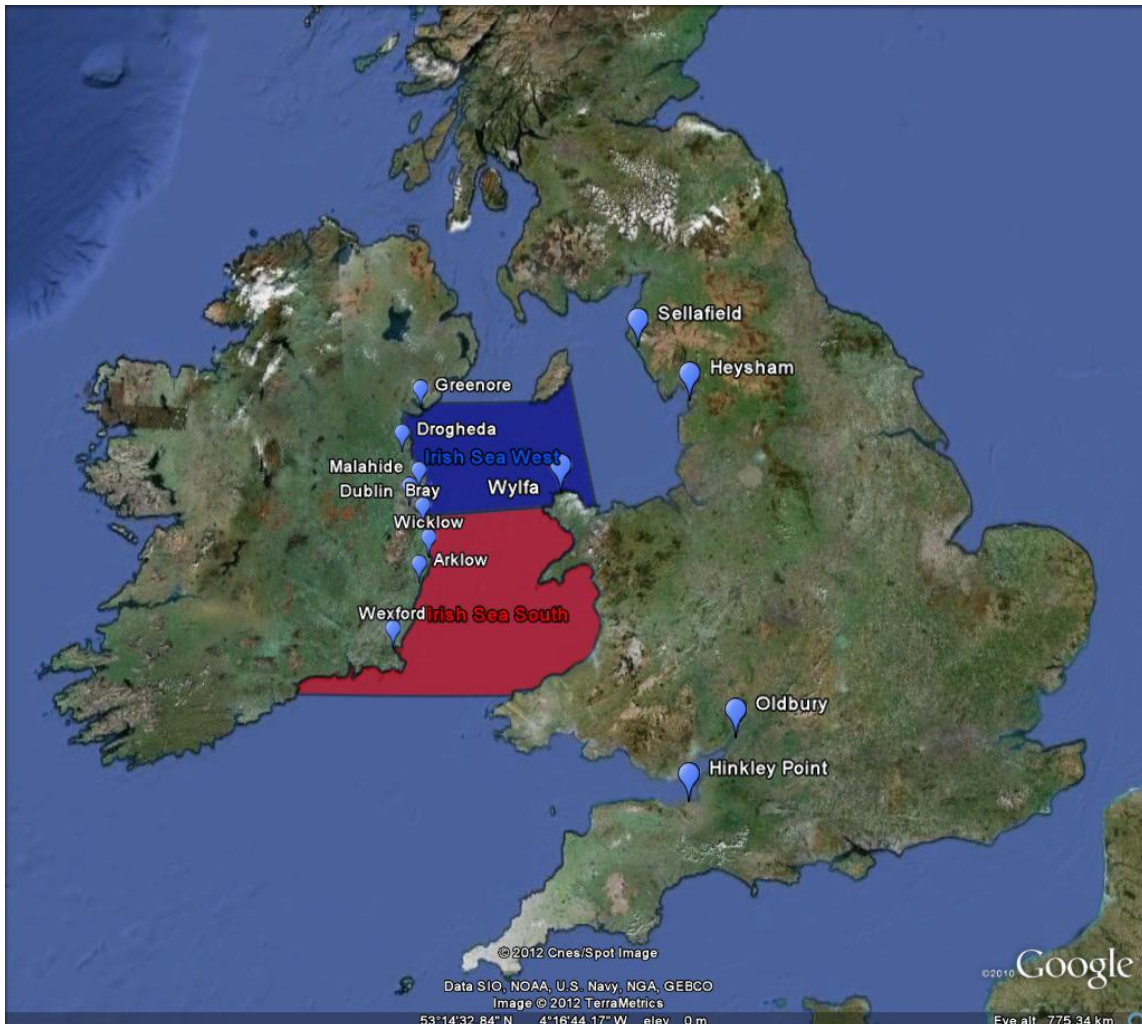 Sellafield
Heysham
Greenore
Drogheda
Irish Sea West
Malahide
Wylfa
Dublin
Bray
Wicklow
Arklow
Wexford
Irish Sea South
Oldbury
Hinkley Point
© 2012 Cnes/Spot Image
©2010 Google
Data SIO, NOAA, U.S. Navy, NGA, GEBCO
Image © 2012 TerraMetrics
53°14'32.84" N 4°16'44.17" W elev 0 m
Eye alt 775.34 km